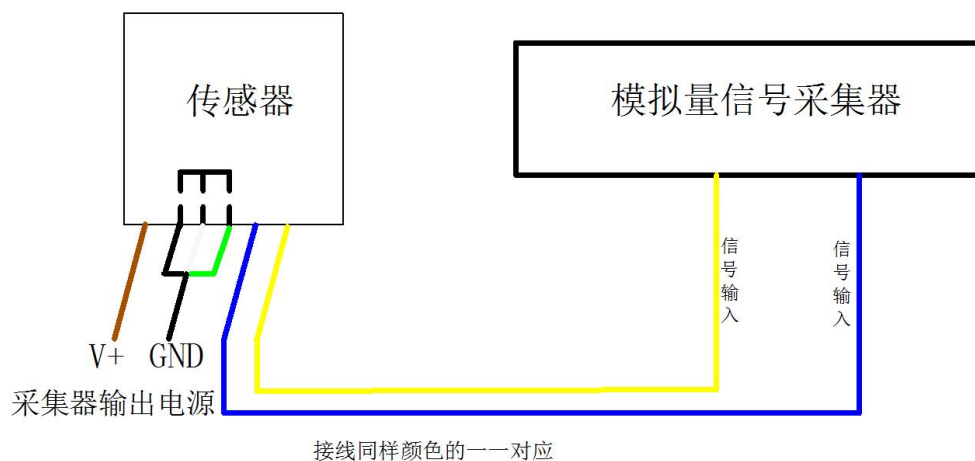 传感器
模拟量信号采集器
信号输入
信号输入
V+ GND
采集器输出电源
接线同样颜色的一一对应